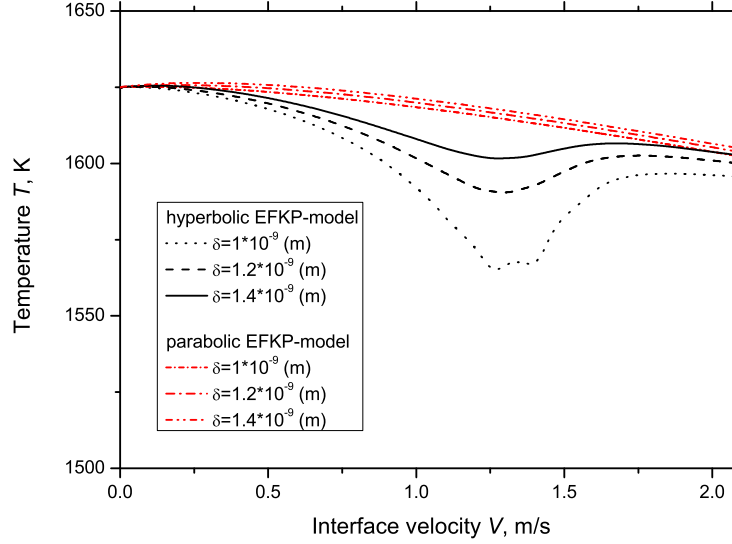 1650
1600
1550
1500
Temperature T, K
hyperbolic EFKP-model
δ=1*10⁻⁹ (m)
δ=1.2*10⁻⁹ (m)
δ=1.4*10⁻⁹ (m)
parabolic EFKP-model
δ=1*10⁻⁹ (m)
δ=1.2*10⁻⁹ (m)
δ=1.4*10⁻⁹ (m)
0.0 0.5 1.0 1.5 2.0
Interface velocity V, m/s